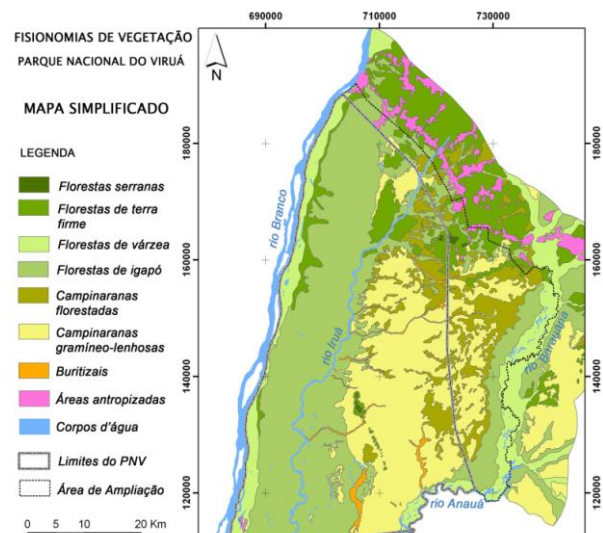 FISIONOMIAS DE VEGETAÇÃO
PARQUE NACIONAL DO VIRUÁ
MAPA SIMPLIFICADO
LEGENDA
Florestas serranas
Florestas de terra
firme
Florestas de várzea
Florestas de igapó
Campinaranas
florestadas
Campinaranas
gramíneo-lenhosas
Buritizais
Áreas antropizadas
Corpos d'água
Limites do PNV
Área de Ampliação
0 10 20 Km
690000 710000 730000
N
180000
160000
140000
120000
180000
160000
140000
120000
rio Branco
rio Iruá
rio Barauana
rio Anauá